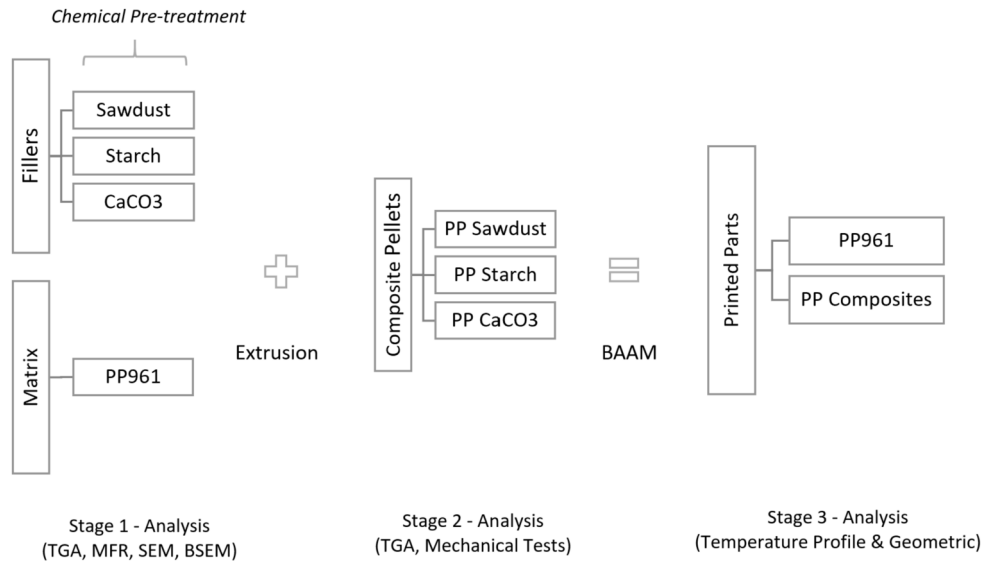 Chemical Pre-treatment
Fillers
Sawdust
Starch
CaCO3
Matrix
PP961
Extrusion
Composite Pellets
PP Sawdust
PP Starch
PP CaCO3
BAAM
Printed Parts
PP961
PP Composites
Stage 1 - Analysis
(TGA, MFR, SEM, BSEM)
Stage 2 - Analysis
(TGA, Mechanical Tests)
Stage 3 - Analysis
(Temperature Profile & Geometric)